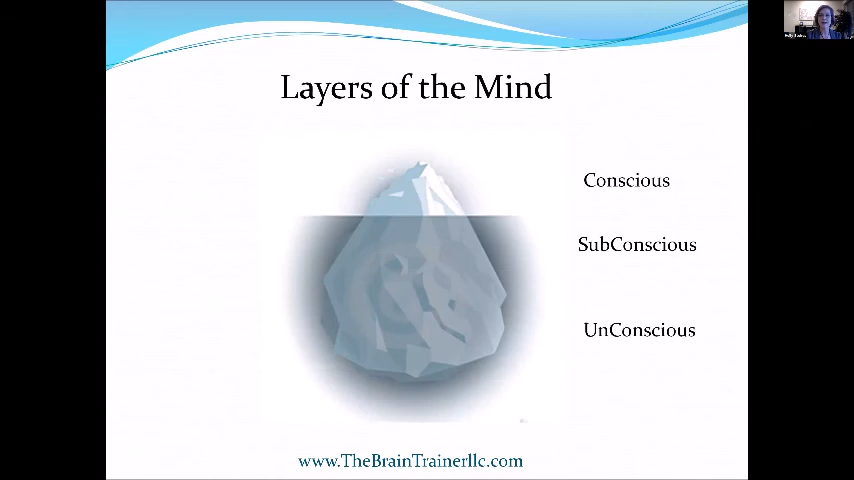 Layers of the Mind
Conscious
SubConscious
UnConscious
www.TheBrainTrainerllc.com